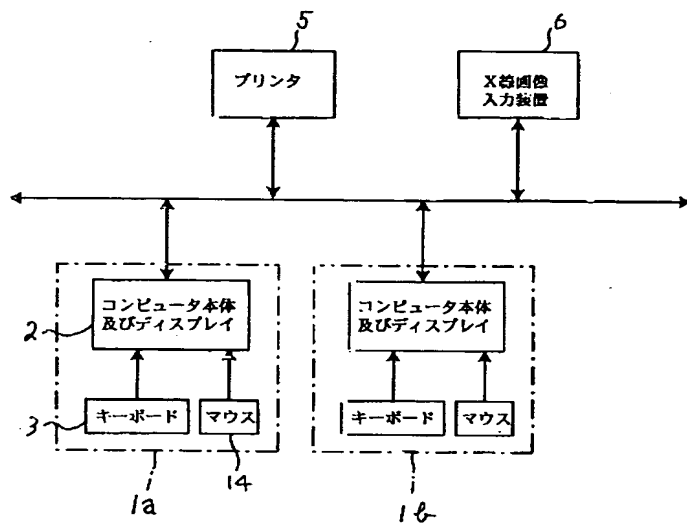 5
6
プリンタ
X線画像
入力装置
コンピュータ本体
及びディスプレイ
コンピュータ本体
及びディスプレイ
2
キーボード
マウス
キーボード
マウス
3
14
1a
1b